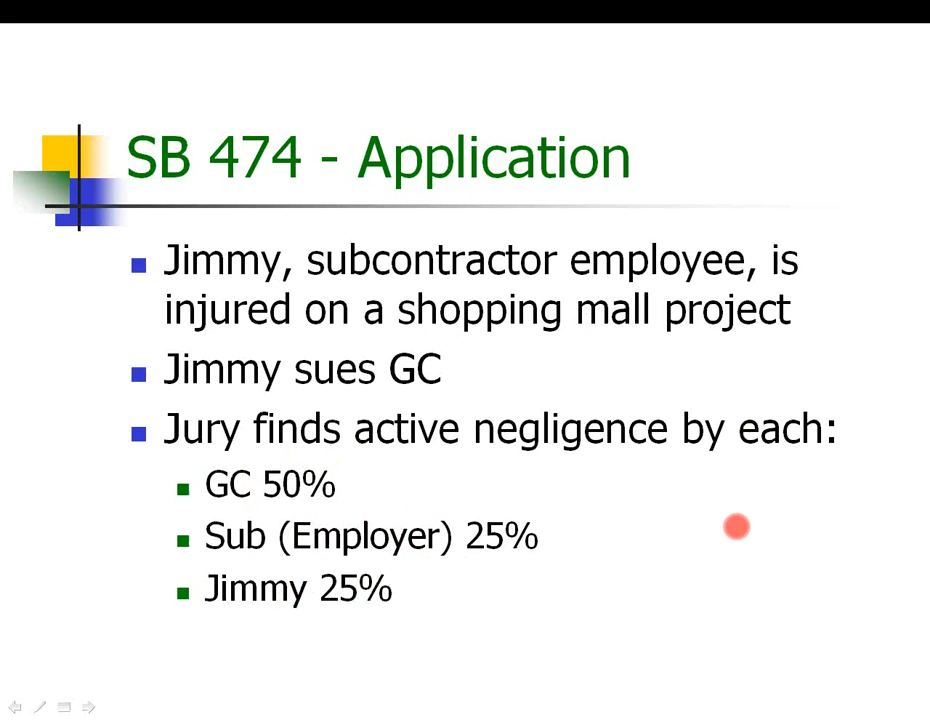 SB 474 - Application
Jimmy, subcontractor employee, is
injured on a shopping mall project
Jimmy sues GC
Jury finds active negligence by each:
GC 50%
Sub (Employer) 25%
Jimmy 25%